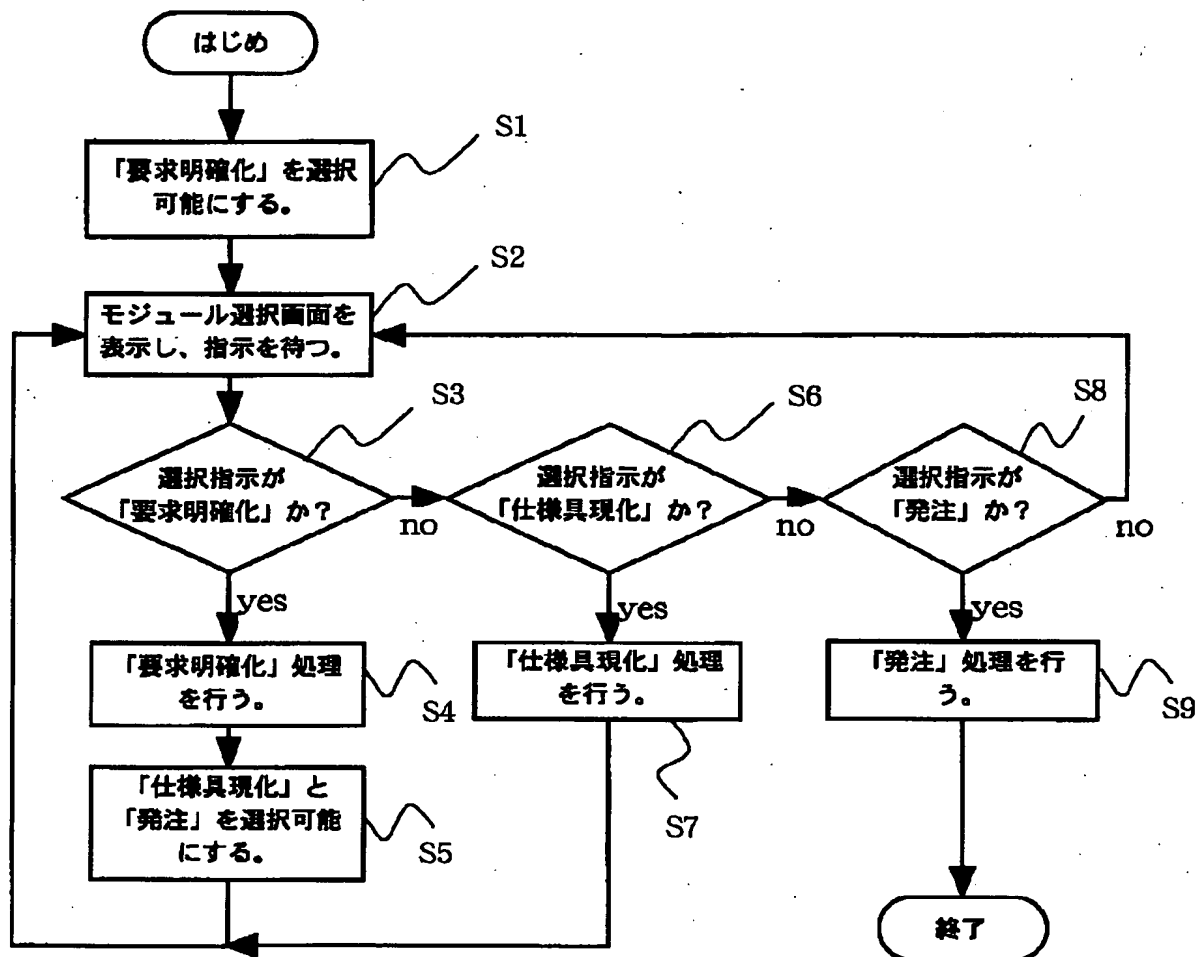 はじめ
S1
「要求明確化」を選択
可能にする。
S2
モジュール選択画面を
表示し、指示を待つ。
S3
選択指示が
「要求明確化」か？
no
S6
選択指示が
「仕様具現化」か？
no
S8
選択指示が
「発注」か？
no
yes
「要求明確化」処理
を行う。
S4
yes
「仕様具現化」処理
を行う。
S7
yes
「発注」処理を行
う。
S9
「仕様具現化」と
「発注」を選択可能
にする。
S5
終了